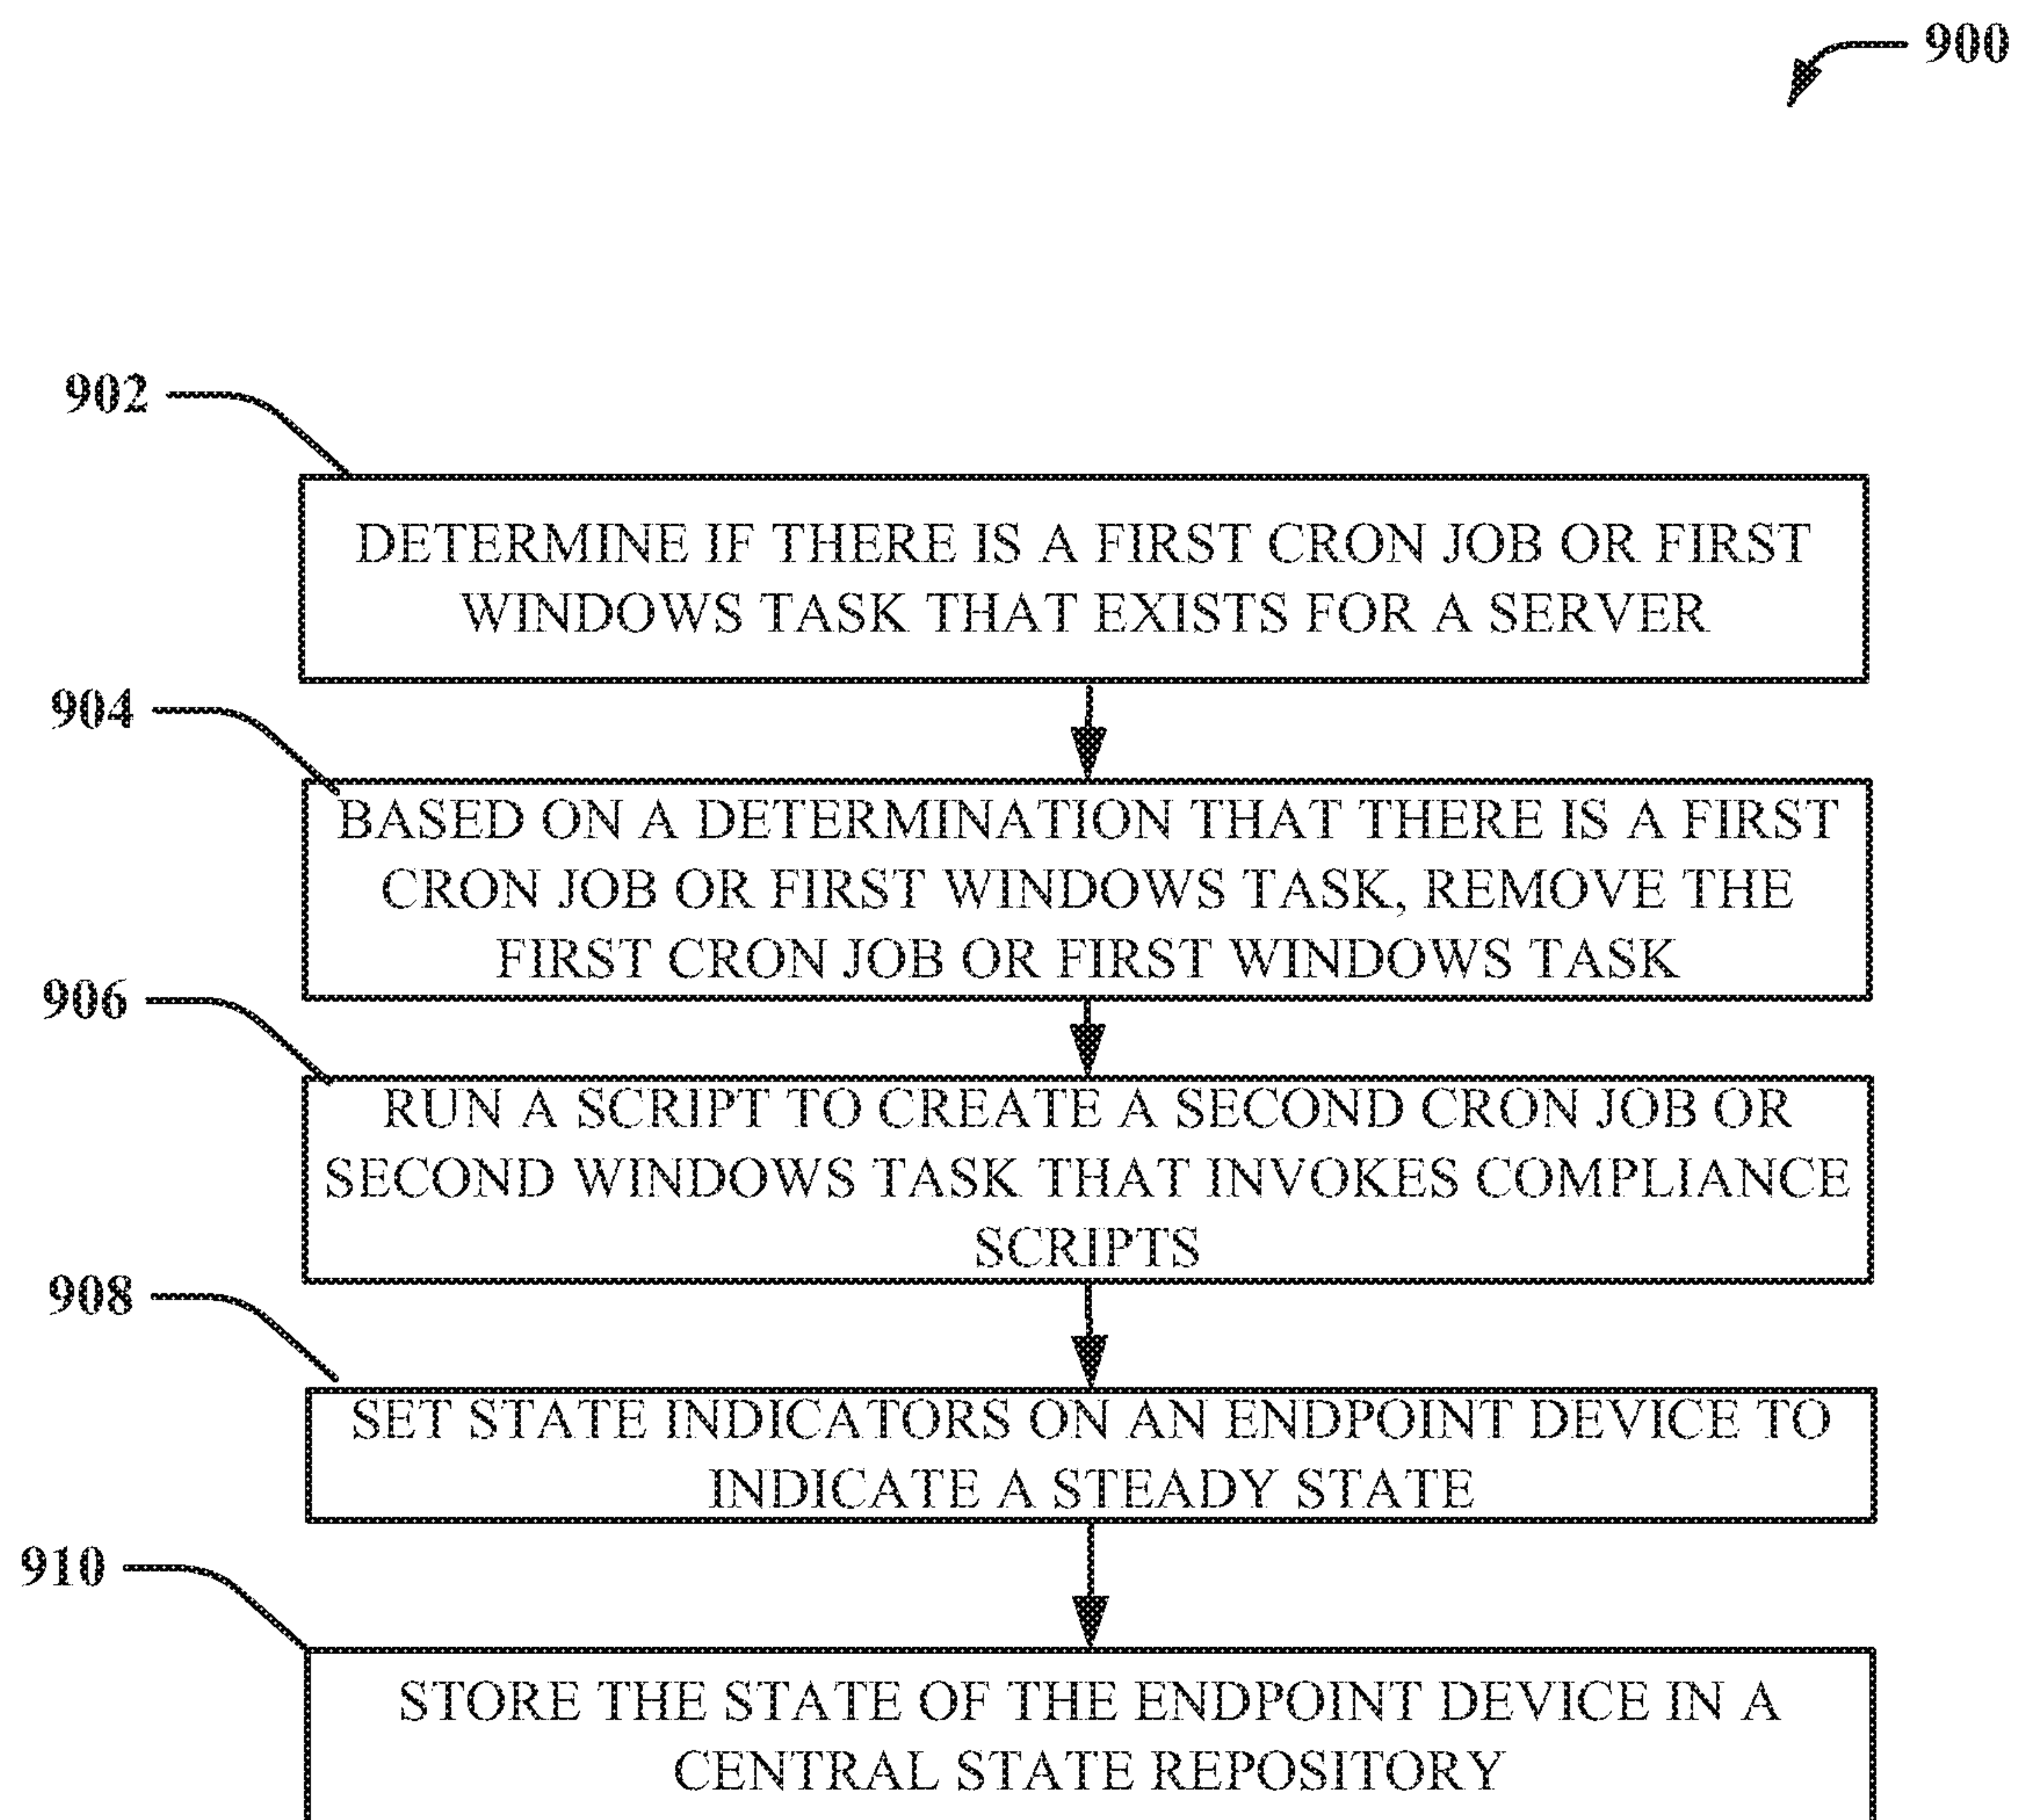 900
902
DETERMINE IF THERE IS A FIRST CRON JOB OR FIRST
WINDOWS TASK THAT EXISTS FOR A SERVER
904
BASED ON A DETERMINATION THAT THERE IS A FIRST
CRON JOB OR FIRST WINDOWS TASK, REMOVE THE
FIRST CRON JOB OR FIRST WINDOWS TASK
906
RUN A SCRIPT TO CREATE A SECOND CRON JOB OR
SECOND WINDOWS TASK THAT INVOKES COMPLIANCE
SCRIPTS
908
SET STATE INDICATORS ON AN ENDPOINT DEVICE TO
INDICATE A STEADY STATE
910
STORE THE STATE OF THE ENDPOINT DEVICE IN A
CENTRAL STATE REPOSITORY